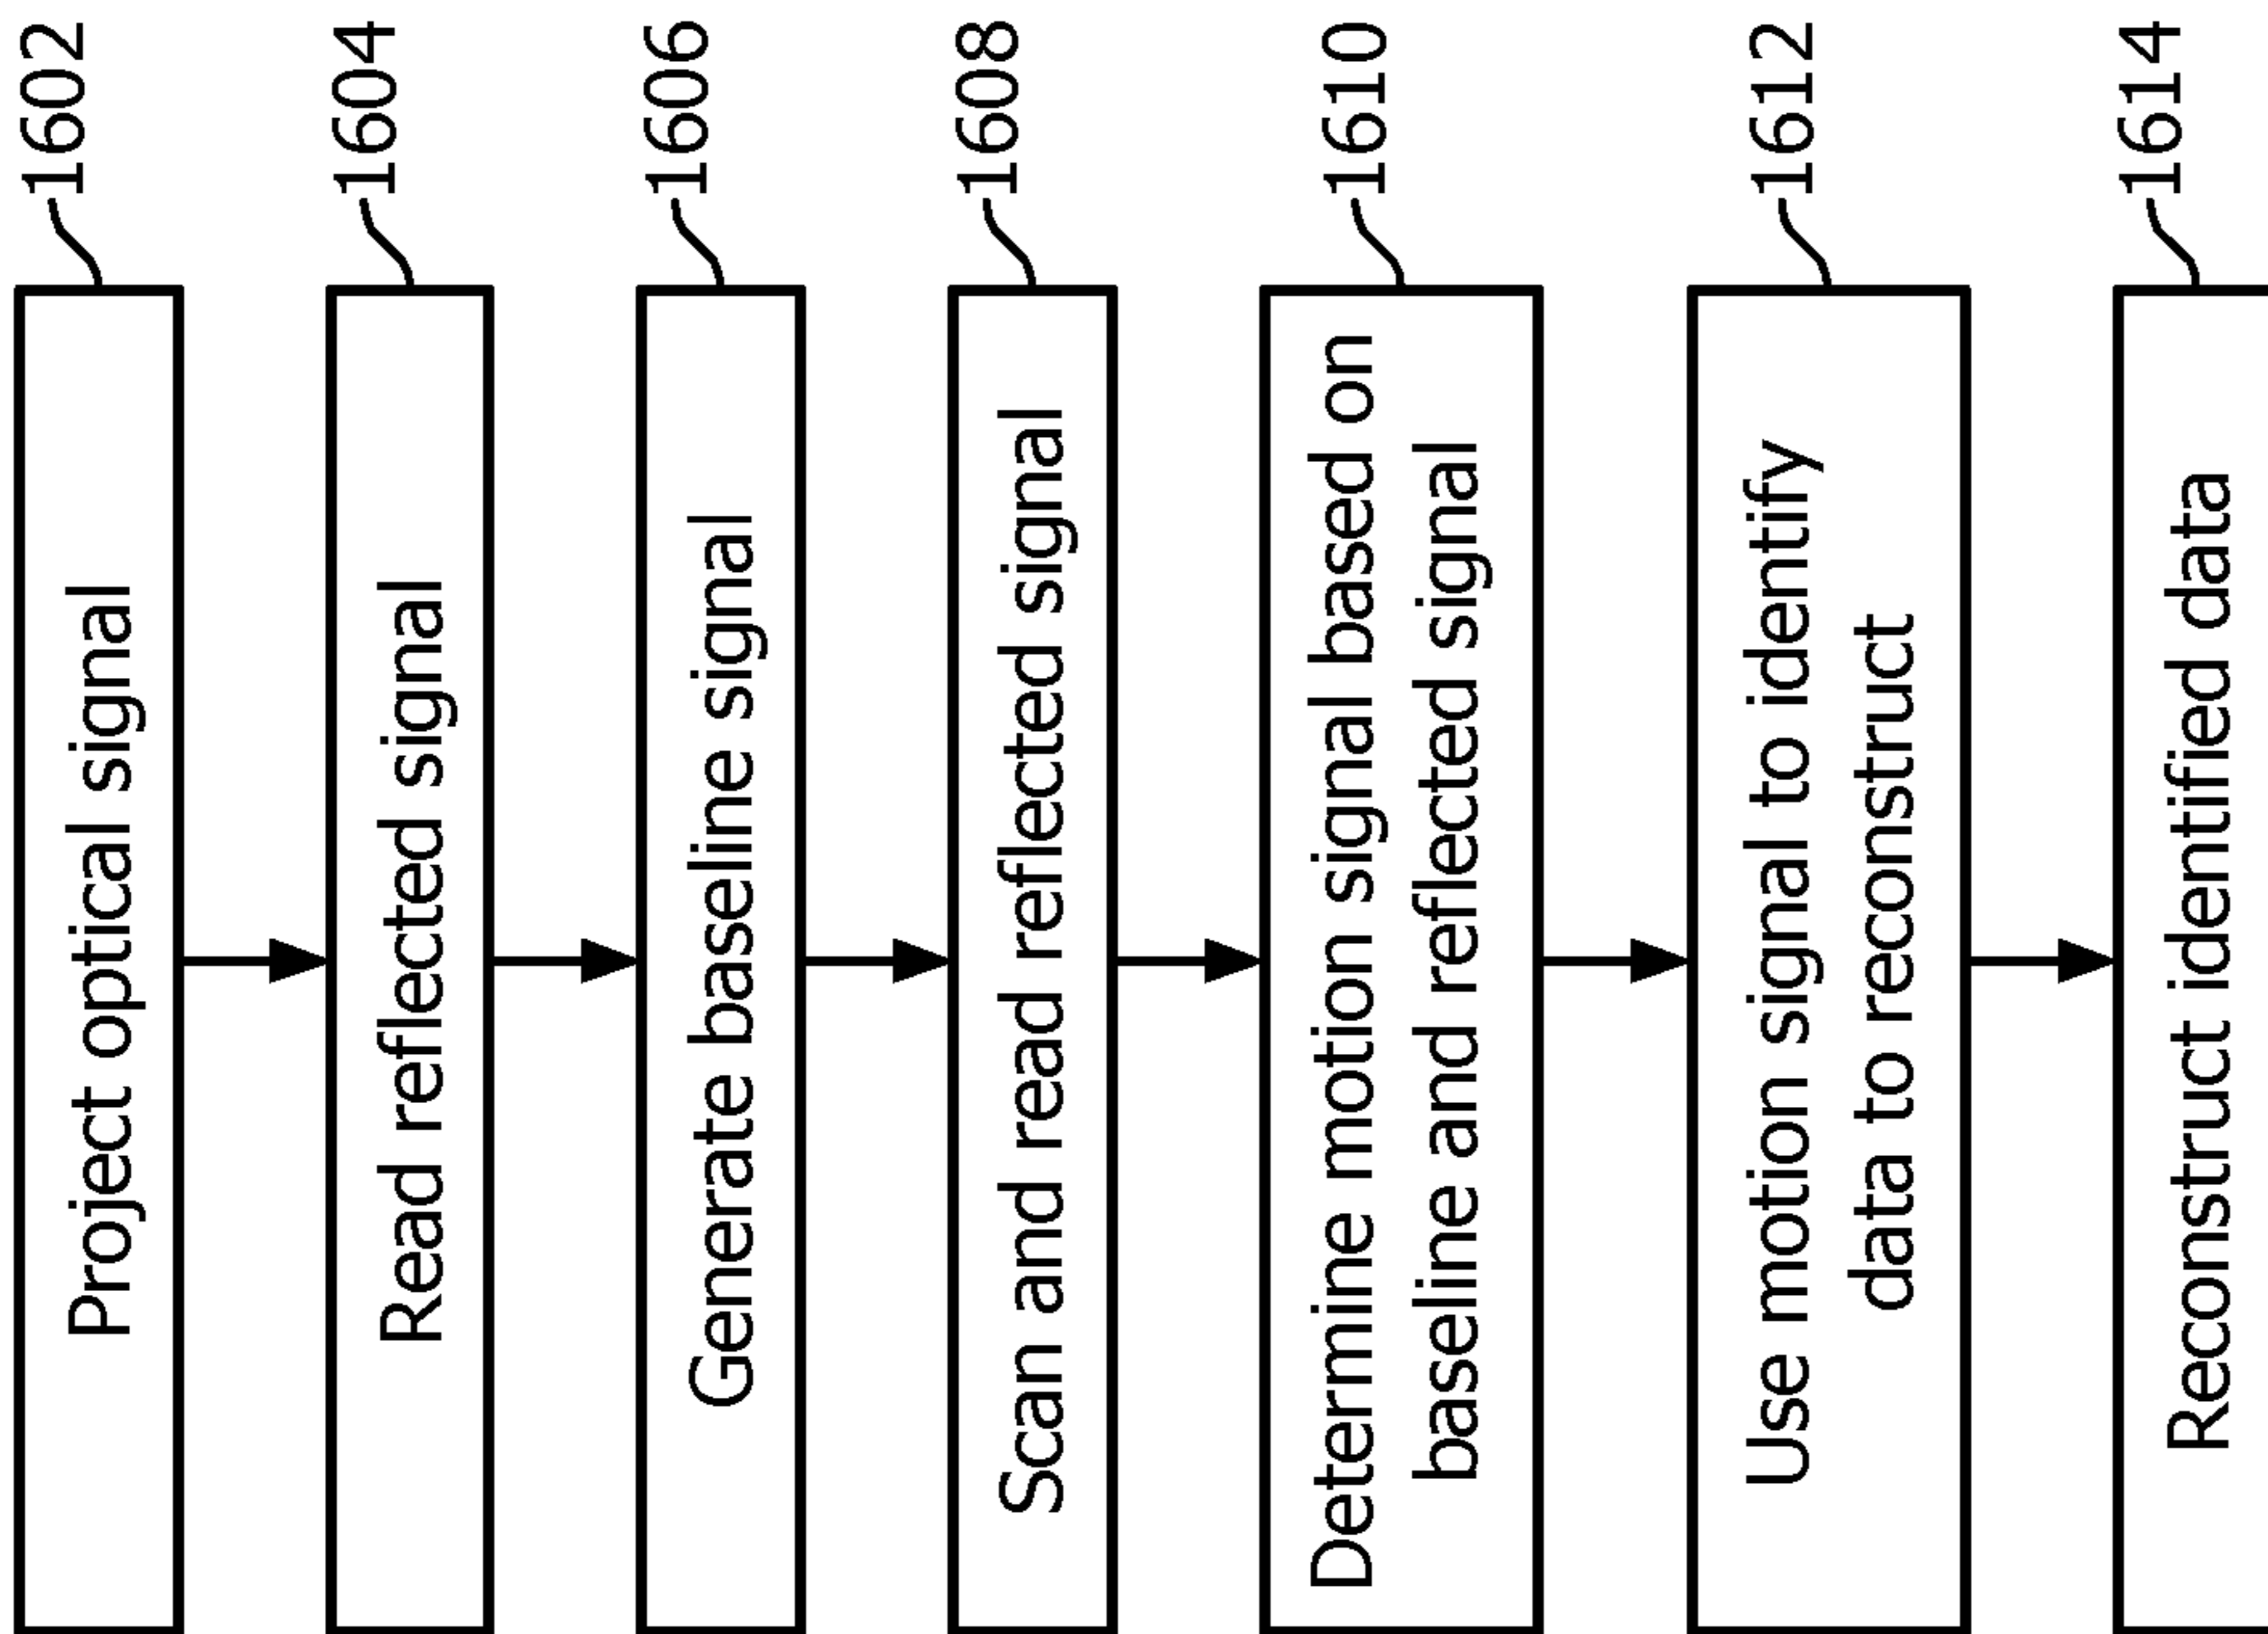 Project optical signal
1602
Read reflected signal
1604
Generate baseline signal
1606
Scan and read reflected signal
1608
Determine motion signal based on
baseline and reflected signal
1610
Use motion signal to identify
data to reconstruct
1612
Reconstruct identified data
1614